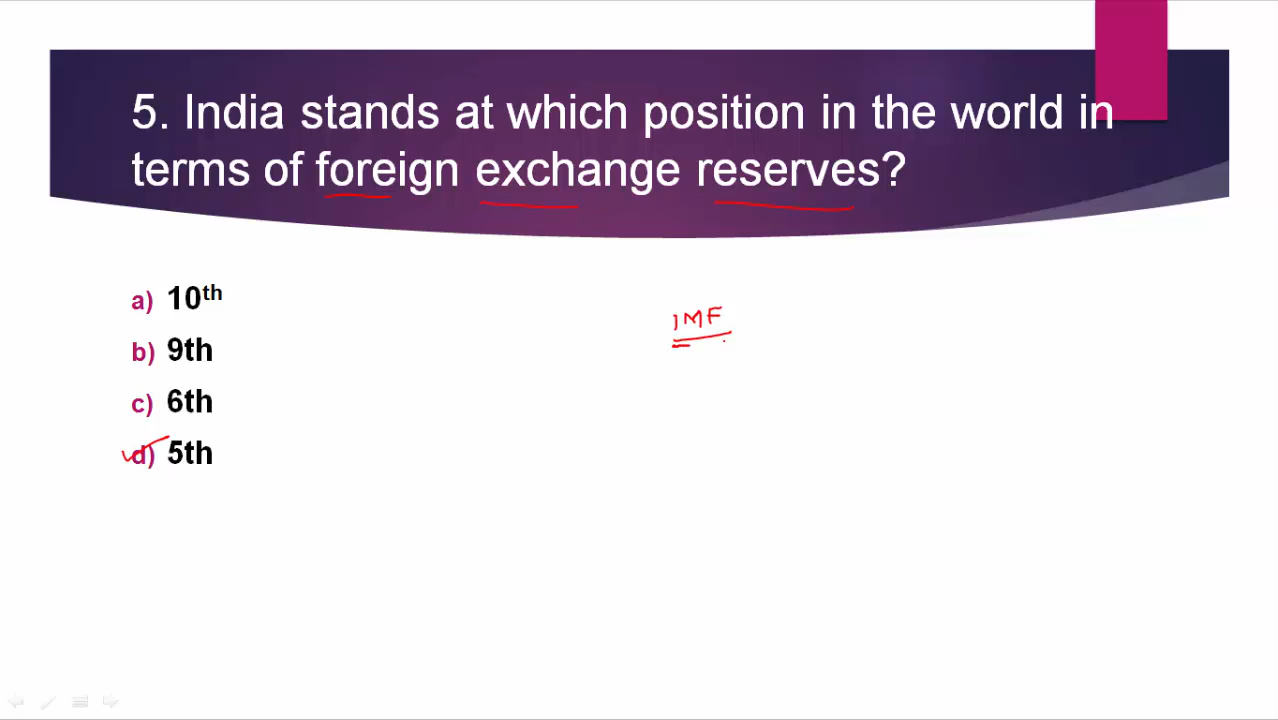 5. India stands at which position in the world in
terms of foreign exchange reserves?
a) 10th
b) 9th
c) 6th
d) 5th
IMF